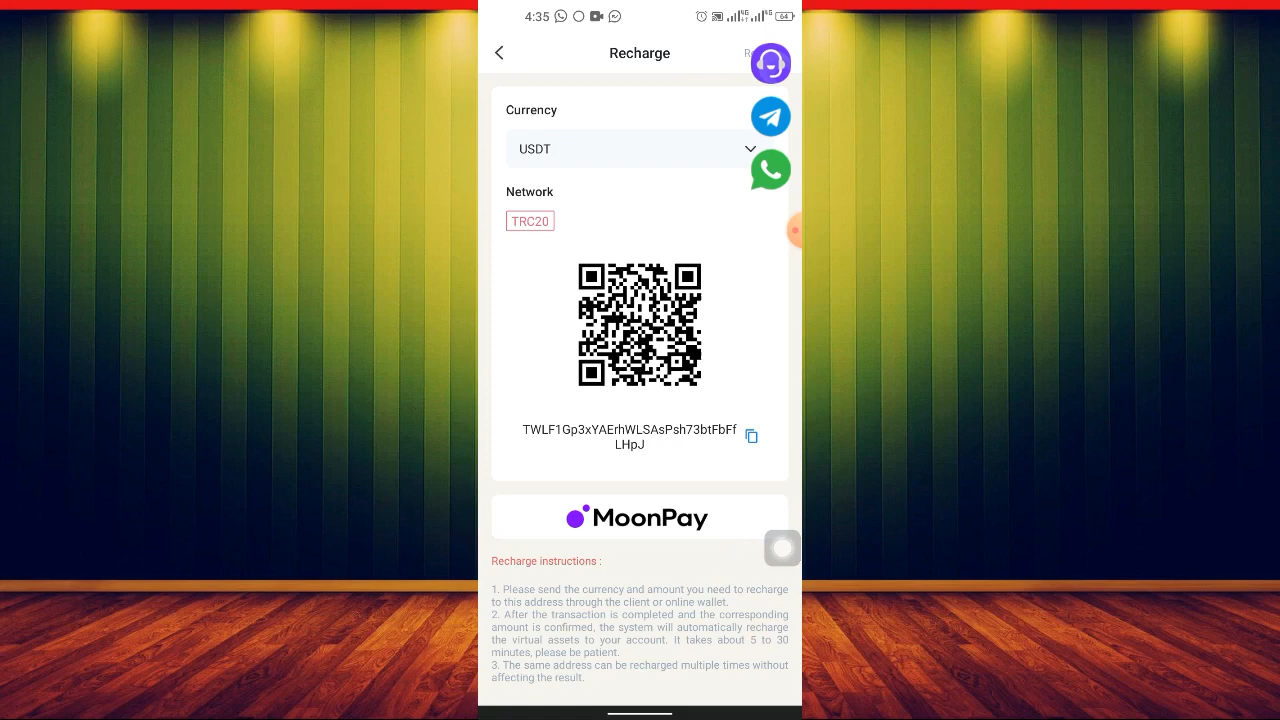 4:35
4G
4G
64
Recharge
Currency
USDT
Network
TRC20
TWLF1Gp3xYAErhWLSAsPsh73btFbFf
LHpJ
MoonPay
Recharge instructions :
1. Please send the currency and amount you need to recharge
to this address through the client or online wallet.
2. After the transaction is completed and the corresponding
amount is confirmed, the system will automatically recharge
the virtual assets to your account. It takes about 5 to 30
minutes, please be patient.
3. The same address can be recharged multiple times without
affecting the result.